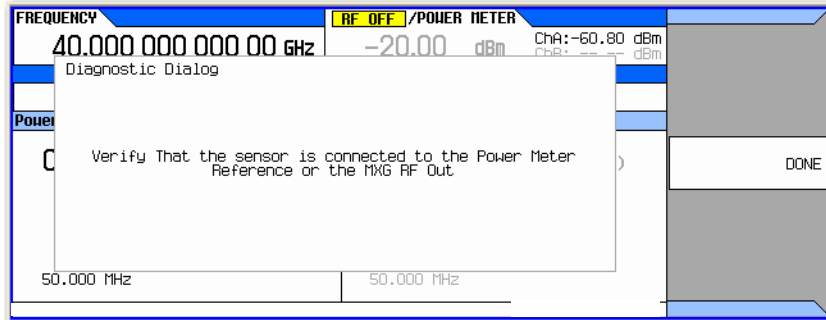 FREQUENCY
RF OFF /POWER METER
40.000 000 000 00 GHz
-20.00 dBm
ChA:-60.80 dBm
ChB: -- -- dBm
Diagnostic Dialog
Verify That the sensor is connected to the Power Meter
Reference or the MXG RF Out
DONE
50.000 MHz
50.000 MHz